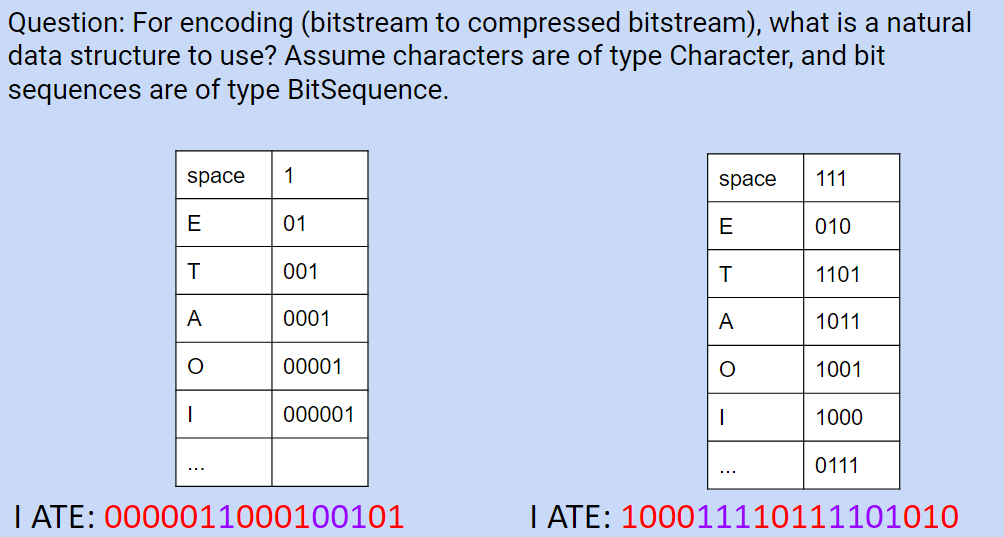 Question: For encoding (bitstream to compressed bitstream), what is a natural
data structure to use? Assume characters are of type Character, and bit
sequences are of type BitSequence.
space 1
E 01
T 001
A 0001
O 00001
I 000001
...
I ATE: 0000011000100101
space 111
E 010
T 1101
A 1011
O 1001
I 1000
... 0111
I ATE: 100011110111101010